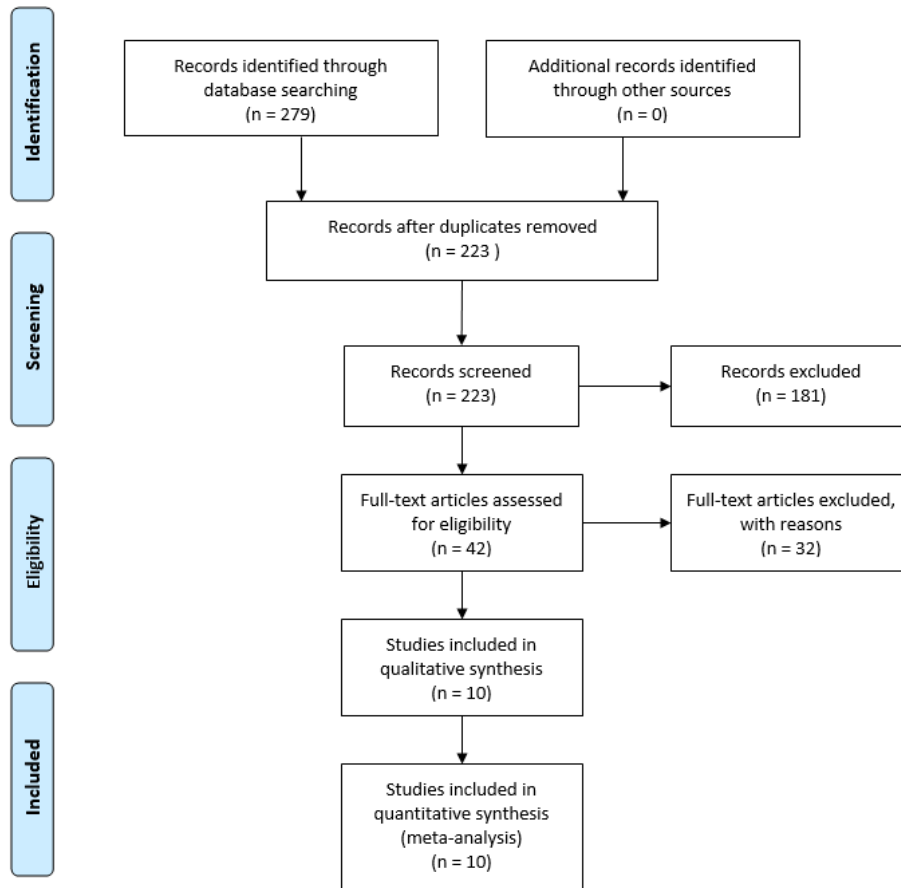 Identification
Records identified through
database searching
(n = 279)
Additional records identified
through other sources
(n = 0)
Records after duplicates removed
(n = 223 )
Screening
Records screened
(n = 223)
Records excluded
(n = 181)
Eligibility
Full-text articles assessed
for eligibility
(n = 42)
Full-text articles excluded,
with reasons
(n = 32)
Studies included in
qualitative synthesis
(n = 10)
Included
Studies included in
quantitative synthesis
(meta-analysis)
(n = 10)